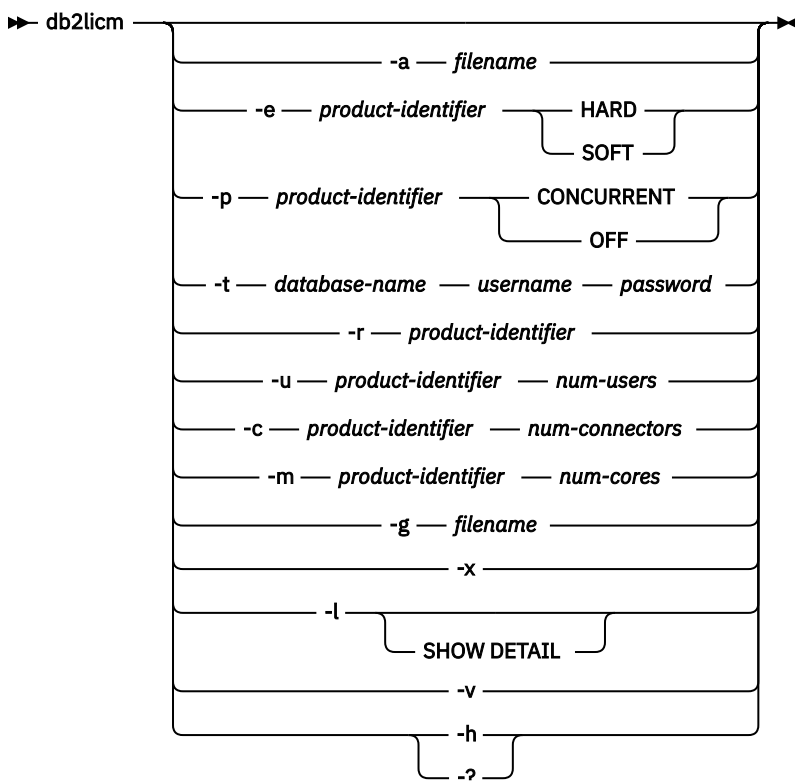 db2licm
-a filename
-e product-identifier HARD
SOFT
-p product-identifier CONCURRENT
OFF
-t database-name username password
-r product-identifier
-u product-identifier num-users
-c product-identifier num-connectors
-m product-identifier num-cores
-g filename
-x
-l
SHOW DETAIL
-v
-h
-?